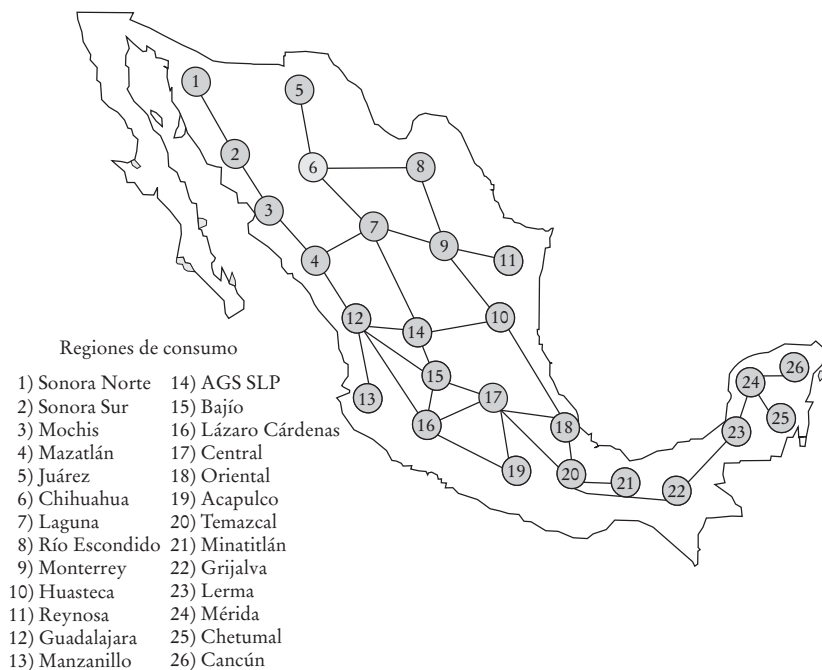 1
5
2
6
8
3
7
9
4
11
10
12
14
26
24
15
17
13
25
16
18
23
19
20
21
22
Regiones de consumo
1) Sonora Norte
2) Sonora Sur
3) Mochis
4) Mazatlán
5) Juárez
6) Chihuahua
7) Laguna
8) Río Escondido
9) Monterrey
10) Huasteca
11) Reynosa
12) Guadalajara
13) Manzanillo
14) AGS SLP
15) Bajío
16) Lázaro Cárdenas
17) Central
18) Oriental
19) Acapulco
20) Temazcal
21) Minatitlán
22) Grijalva
23) Lerma
24) Mérida
25) Chetumal
26) Cancún